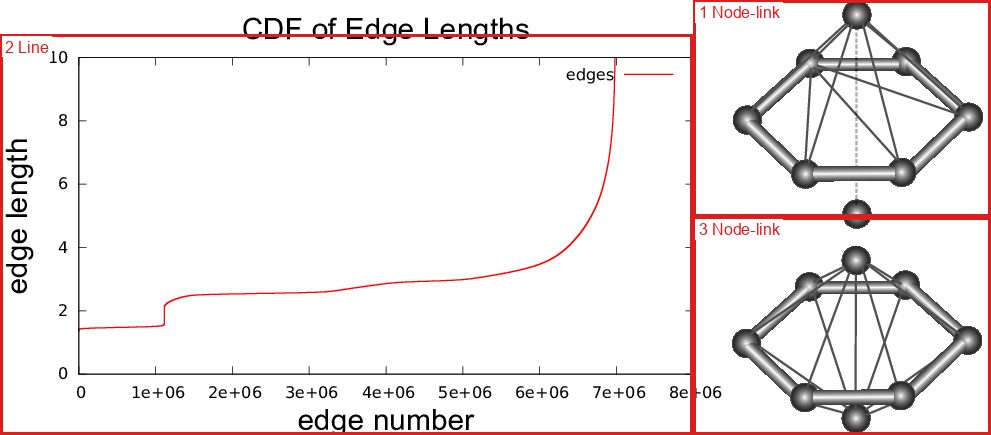 CDF of Edge Lengths
2 Line
10
8
6
4
2
0
edge length
edges
0 1e+06 2e+06 3e+06 4e+06 5e+06 6e+06 7e+06 8e+06
edge number
1 Node-link
3 Node-link